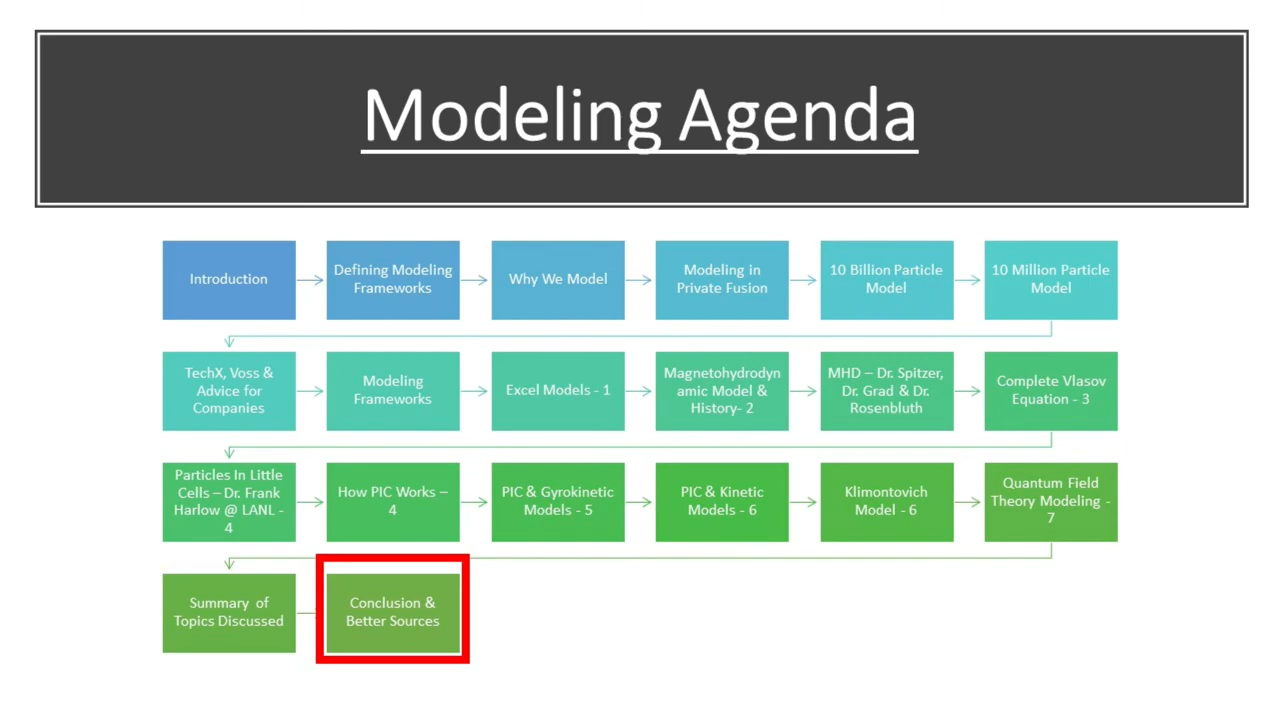 Modeling Agenda
Introduction
Defining Modeling
Frameworks
Why We Model
Modeling in
Private Fusion
10 Billion Particle
Model
10 Million Particle
Model
TechX, Voss &
Advice for
Companies
Modeling
Frameworks
Excel Models - 1
Magnetohydrodyn
amic Model &
History- 2
MHD – Dr. Spitzer,
Dr. Grad & Dr.
Rosenbluth
Complete Vlasov
Equation - 3
Particles In Little
Cells – Dr. Frank
Harlow @ LANL -
4
How PIC Works –
4
PIC & Gyrokinetic
Models - 5
PIC & Kinetic
Models - 6
Klimontovich
Model - 6
Quantum Field
Theory Modeling -
7
Summary of
Topics Discussed
Conclusion &
Better Sources